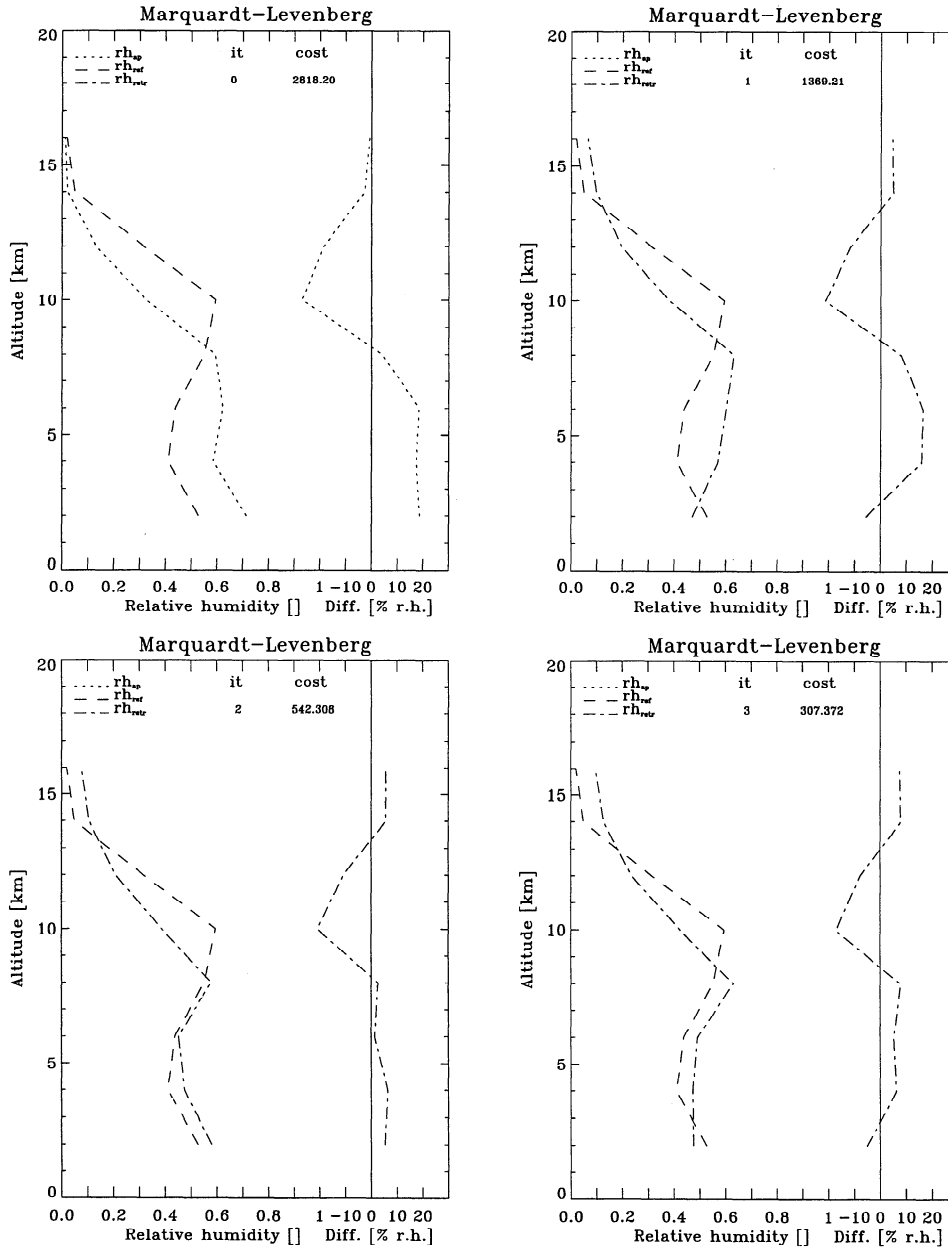 Marquardt-Levenberg
rh_ap it cost
rh_ref
rh_retr 0 2818.20
20
15
10
5
0
Altitude [km]
0.0 0.2 0.4 0.6 0.8 1 -10 0 10 20
Relative humidity [] Diff. [% r.h.]
Marquardt-Levenberg
rh_ap it cost
rh_ref
rh_retr 1 1369.21
20
15
10
5
0
Altitude [km]
0.0 0.2 0.4 0.6 0.8 1 -10 0 10 20
Relative humidity [] Diff. [% r.h.]
Marquardt-Levenberg
rh_ap it cost
rh_ref
rh_retr 2 542.308
20
15
10
5
0
Altitude [km]
0.0 0.2 0.4 0.6 0.8 1 -10 0 10 20
Relative humidity [] Diff. [% r.h.]
Marquardt-Levenberg
rh_ap it cost
rh_ref
rh_retr 3 307.372
20
15
10
5
0
Altitude [km]
0.0 0.2 0.4 0.6 0.8 1 -10 0 10 20
Relative humidity [] Diff. [% r.h.]